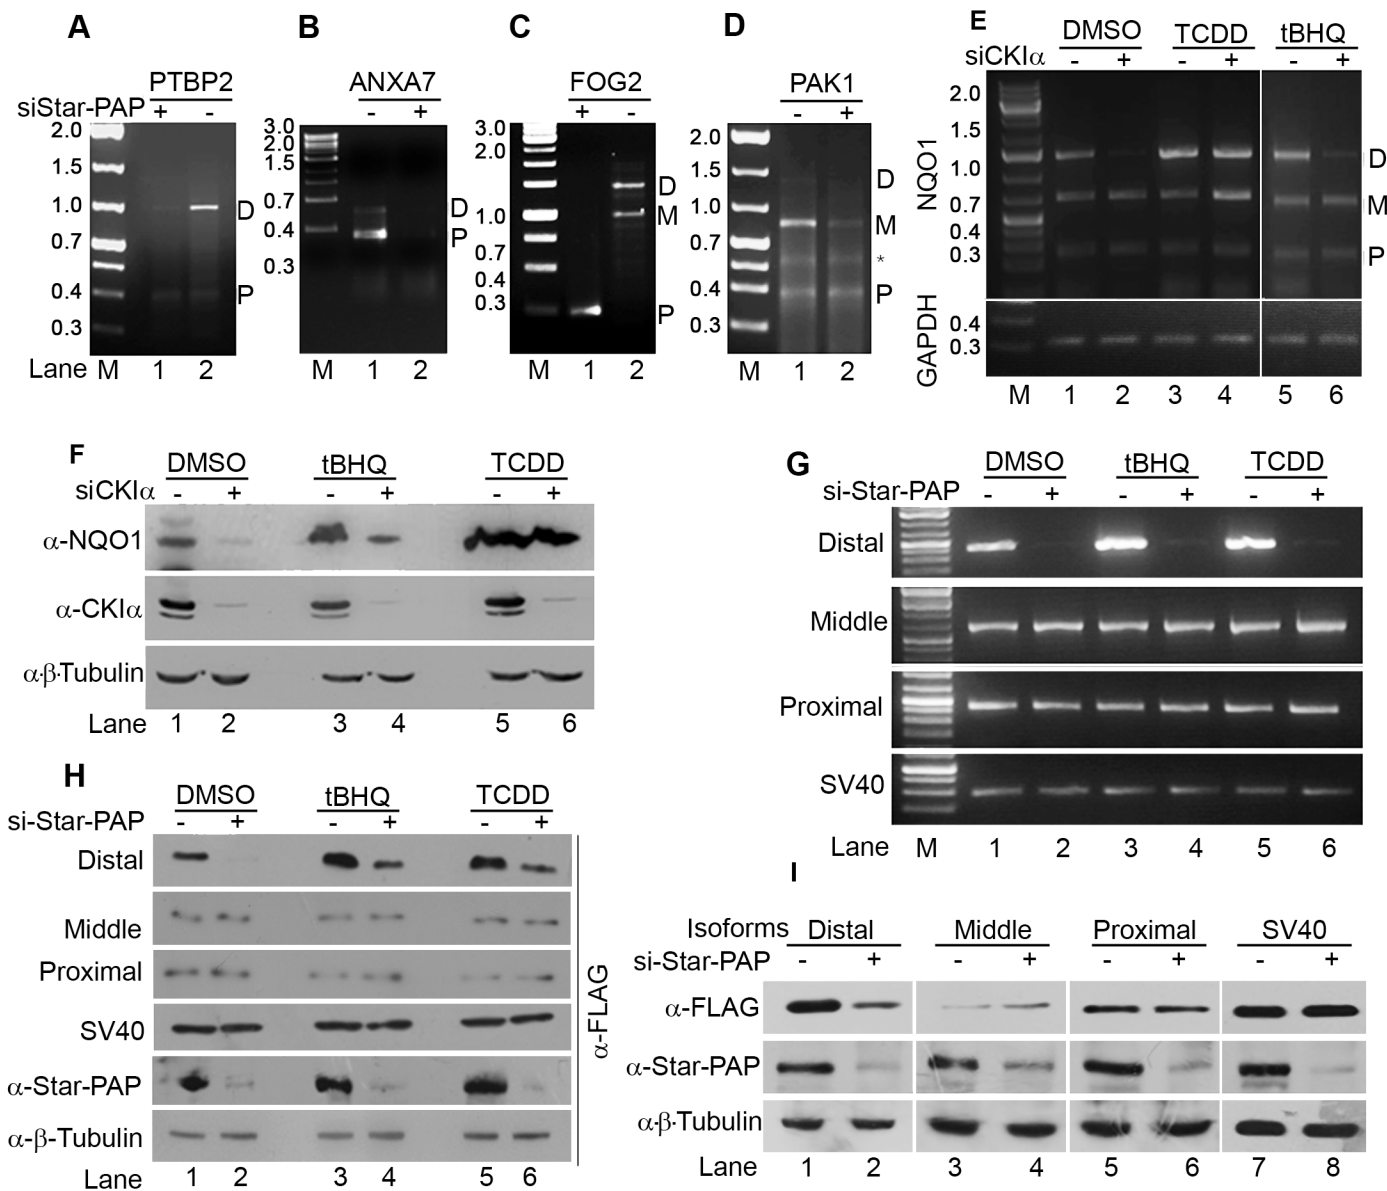 A
PTBP2
siStar-PAP + -
2.0
1.5
1.0
D
0.7
0.4
P
0.3
Lane M 1 2
B
ANXA7
- +
3.0
2.0
1.5
0.7
D
0.4
P
0.3
M 1 2
C
FOG2
+ -
3.0
2.0
D
1.0
M
0.7
0.4
0.3
P
M 1 2
D
PAK1
- +
2.0
1.5
D
1.0
M
0.7
*
0.4
P
0.3
M 1 2
E
DMSO TCDD tBHQ
siCKIα - + - + - +
NQO1
2.0
1.5
1.0
D
0.7
M
0.3
P
GAPDH
0.4
0.3
M 1 2 3 4 5 6
F
DMSO tBHQ TCDD
siCKIα - + - + - +
α-NQO1
α-CKIα
α-β-Tubulin
Lane 1 2 3 4 5 6
G
DMSO tBHQ TCDD
si-Star-PAP - + - + - +
Distal
Middle
Proximal
SV40
Lane M 1 2 3 4 5 6
H
DMSO tBHQ TCDD
si-Star-PAP - + - + - +
Distal
Middle
Proximal
SV40
α-Star-PAP
α-β-Tubulin
α-FLAG
Lane 1 2 3 4 5 6
I
Isoforms Distal Middle Proximal SV40
si-Star-PAP - + - + - + - +
α-FLAG
α-Star-PAP
α-β-Tubulin
Lane 1 2 3 4 5 6 7 8